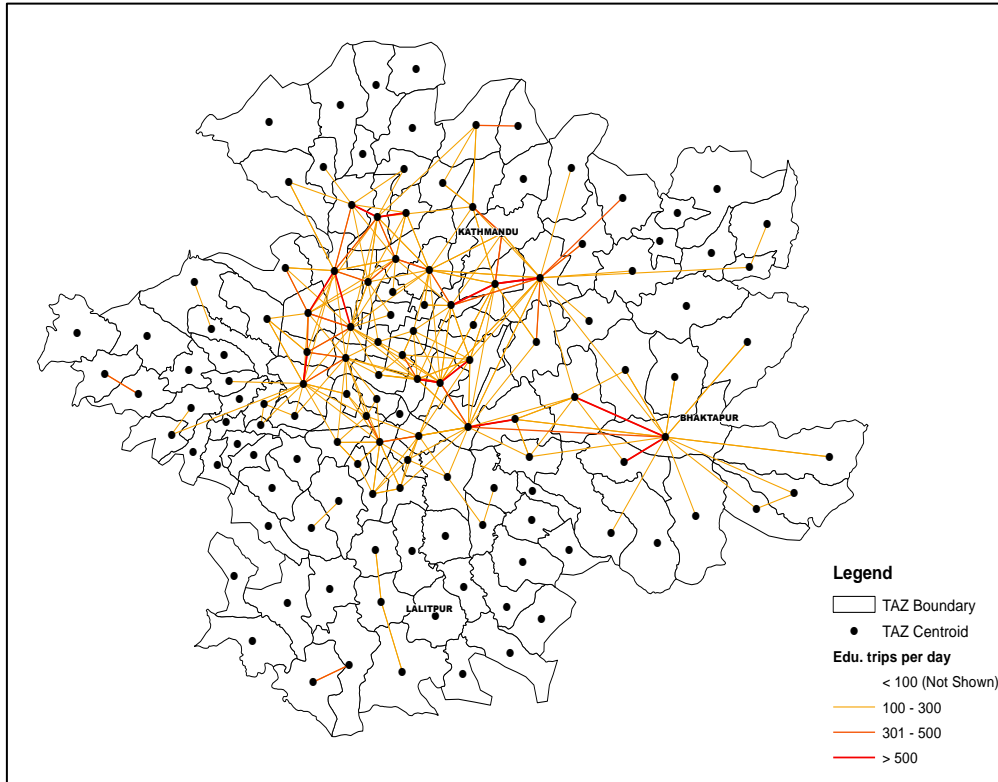 KATHMANDU
BHAKTAPUR
LALITPUR
Legend
TAZ Boundary
TAZ Centroid
Edu. trips per day
< 100 (Not Shown)
100 - 300
301 - 500
> 500